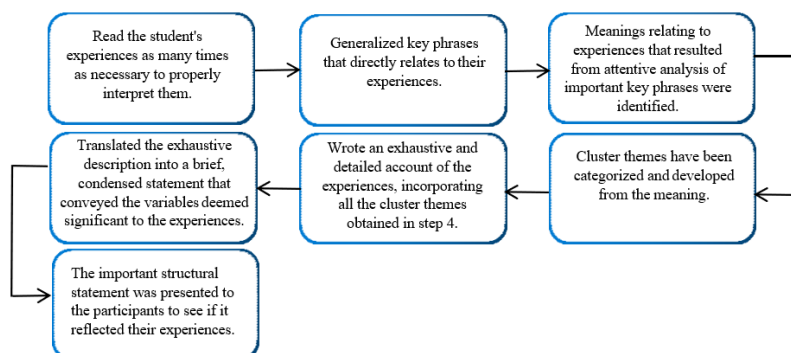 Read the student's
experiences as many times
as necessary to properly
interpret them.
Generalized key phrases
that directly relates to their
experiences.
Meanings relating to
experiences that resulted
from attentive analysis of
important key phrases were
identified.
Cluster themes have been
categorized and developed
from the meaning.
Wrote an exhaustive and
detailed account of the
experiences, incorporating
all the cluster themes
obtained in step 4.
Translated the exhaustive
description into a brief,
condensed statement that
conveyed the variables deemed
significant to the experiences.
The important structural
statement was presented to
the participants to see if it
reflected their experiences.